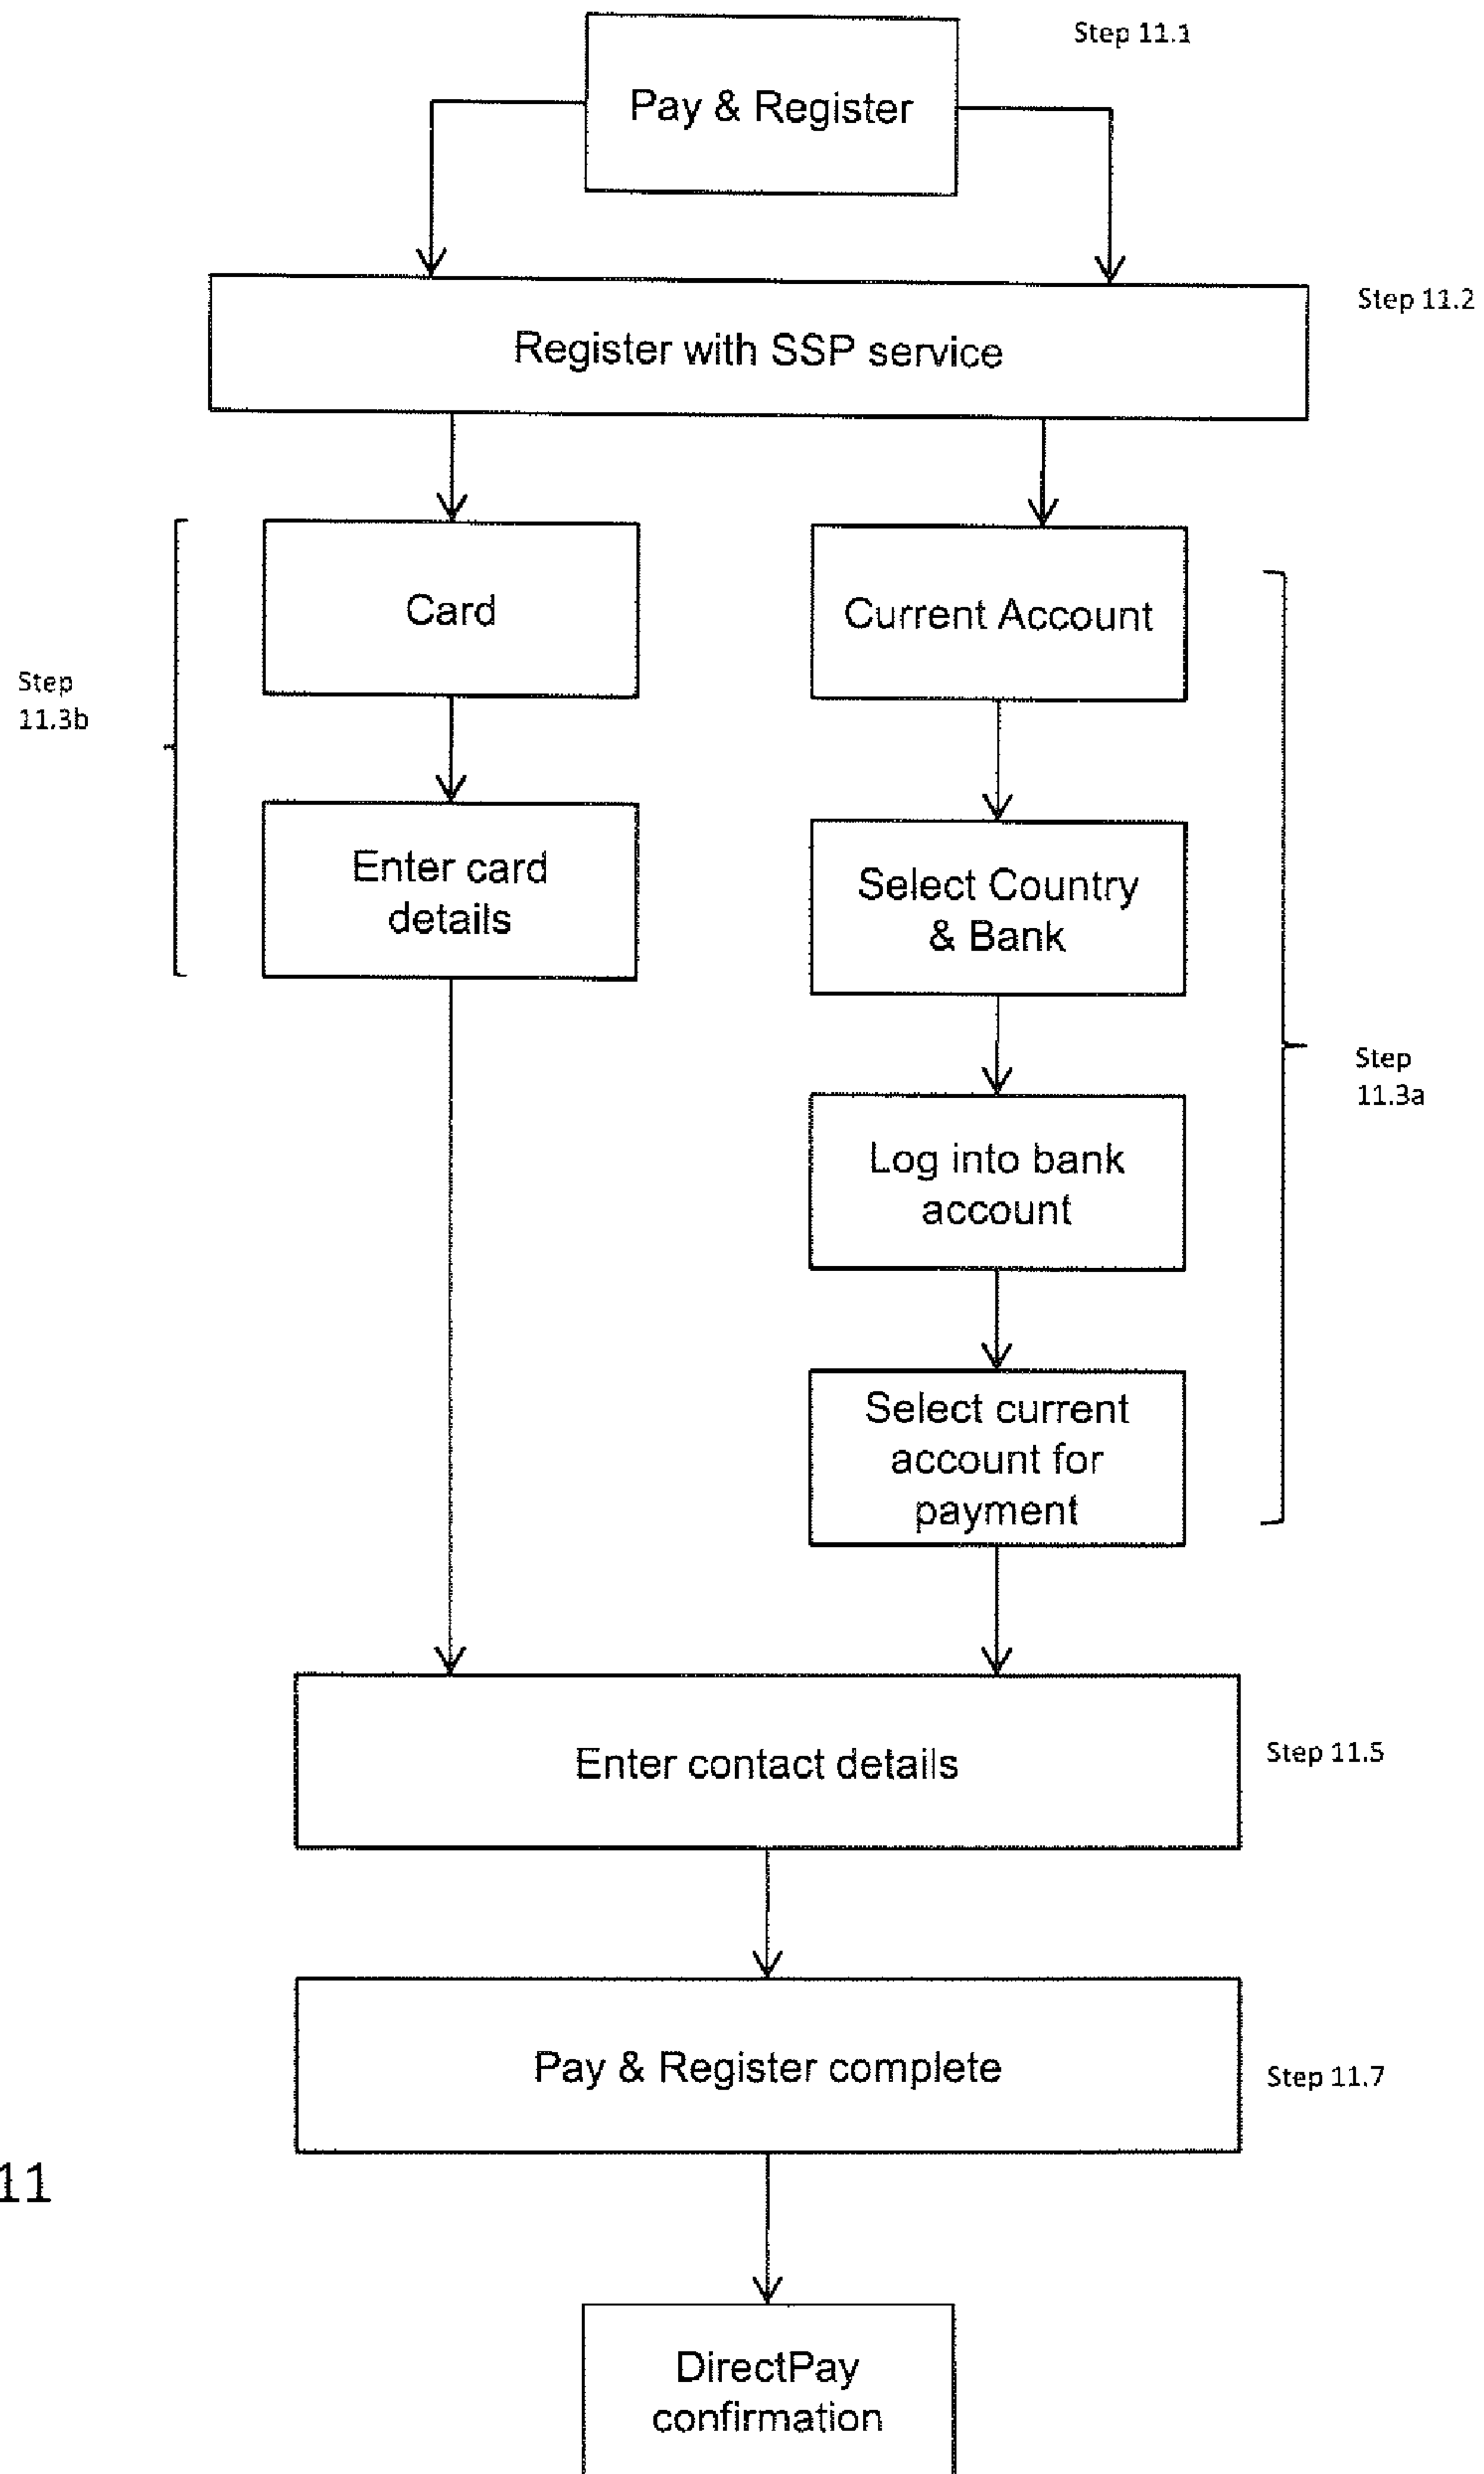 Step 11.1
Pay & Register
Step 11.2
Register with SSP service
Card
Current Account
Step
11.3b
Enter card
details
Select Country
& Bank
Step
11.3a
Log into bank
account
Select current
account for
payment
Enter contact details
Step 11.5
Pay & Register complete
Step 11.7
11
DirectPay
confirmation